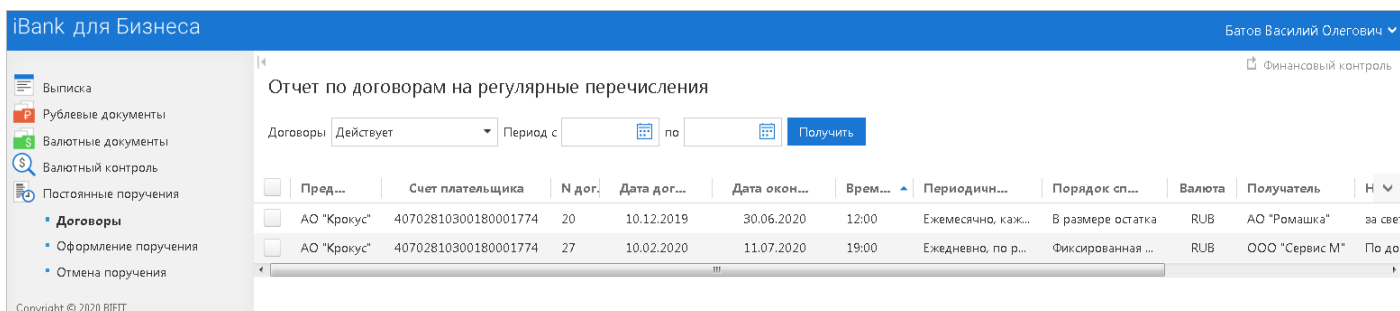 iBank для Бизнеса
Батов Василий Олегович
Финансовый контроль
Выписка
Рублевые документы
Валютные документы
Валютный контроль
Постоянные поручения
Договоры
Оформление поручения
Отмена поручения
Copyright © 2020 BIFIT
Отчет по договорам на регулярные перечисления
Договоры Действует Период с по Получить
Пред... Счет плательщика N дог. Дата дог... Дата окон... Врем... Периодичн... Порядок сп... Валюта Получатель Н
АО "Крокус" 40702810300180001774 20 10.12.2019 30.06.2020 12:00 Ежемесячно, каж... В размере остатка RUB АО "Ромашка" за свет
АО "Крокус" 40702810300180001774 27 10.02.2020 11.07.2020 19:00 Ежедневно, по р... Фиксированная ... RUB ООО "Сервис М" По до